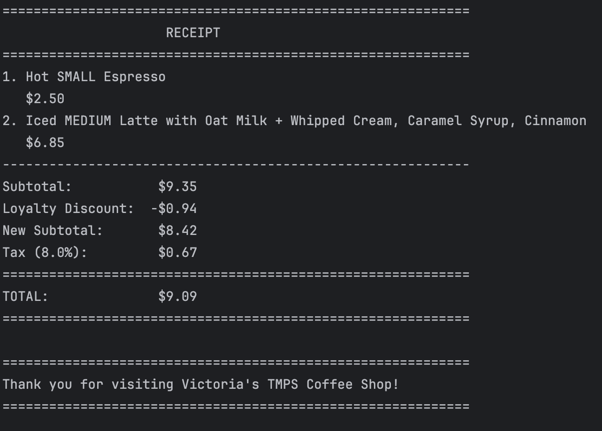 ============================================================
RECEIPT
============================================================
1. Hot SMALL Espresso
$2.50
2. Iced MEDIUM Latte with Oat Milk + Whipped Cream, Caramel Syrup, Cinnamon
$6.85
------------------------------------------------------------
Subtotal: $9.35
Loyalty Discount: -$0.94
New Subtotal: $8.42
Tax (8.0%): $0.67
============================================================
TOTAL: $9.09
============================================================
============================================================
Thank you for visiting Victoria's TMPS Coffee Shop!
============================================================